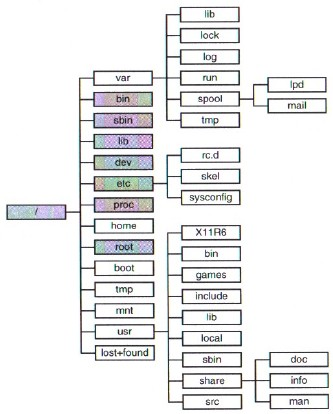 /
var
bin
sbin
lib
dev
etc
proc
home
root
boot
tmp
mnt
usr
lost+found
lib
lock
log
run
spool
tmp
lpd
mail
rc.d
skel
sysconfig
X11R6
bin
games
include
lib
local
sbin
share
src
doc
info
man